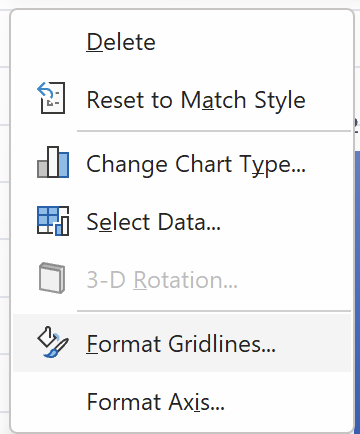 Delete
Reset to Match Style
Change Chart Type...
Select Data...
3-D Rotation...
Format Gridlines...
Format Axis...